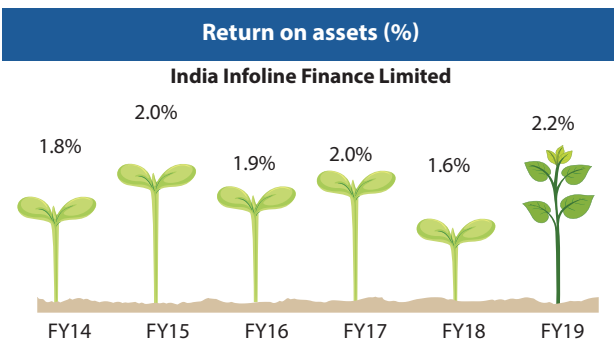 Return on assets (%)
India Infoline Finance Limited
1.8%
2.0%
1.9%
2.0%
1.6%
2.2%
FY14
FY15
FY16
FY17
FY18
FY19